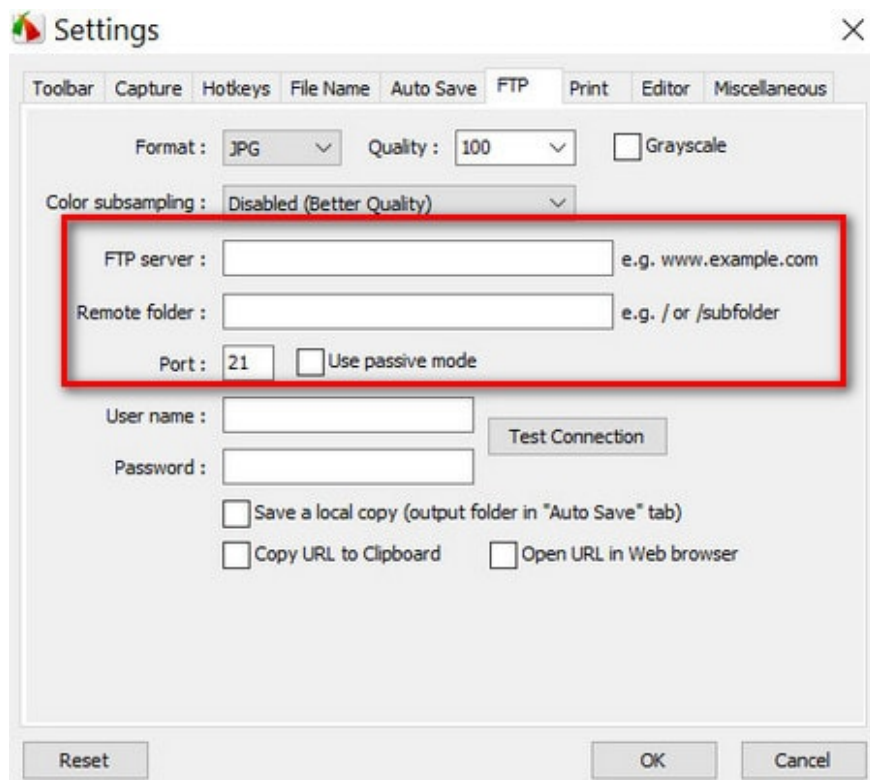 Settings
Toolbar Capture Hotkeys File Name Auto Save FTP Print Editor Miscellaneous
Format : JPG Quality : 100 Grayscale
Color subsampling : Disabled (Better Quality)
FTP server : e.g. www.example.com
Remote folder : e.g. / or /subfolder
Port : 21 Use passive mode
User name :
Test Connection
Password :
Save a local copy (output folder in "Auto Save" tab)
Copy URL to Clipboard Open URL in Web browser
Reset OK Cancel